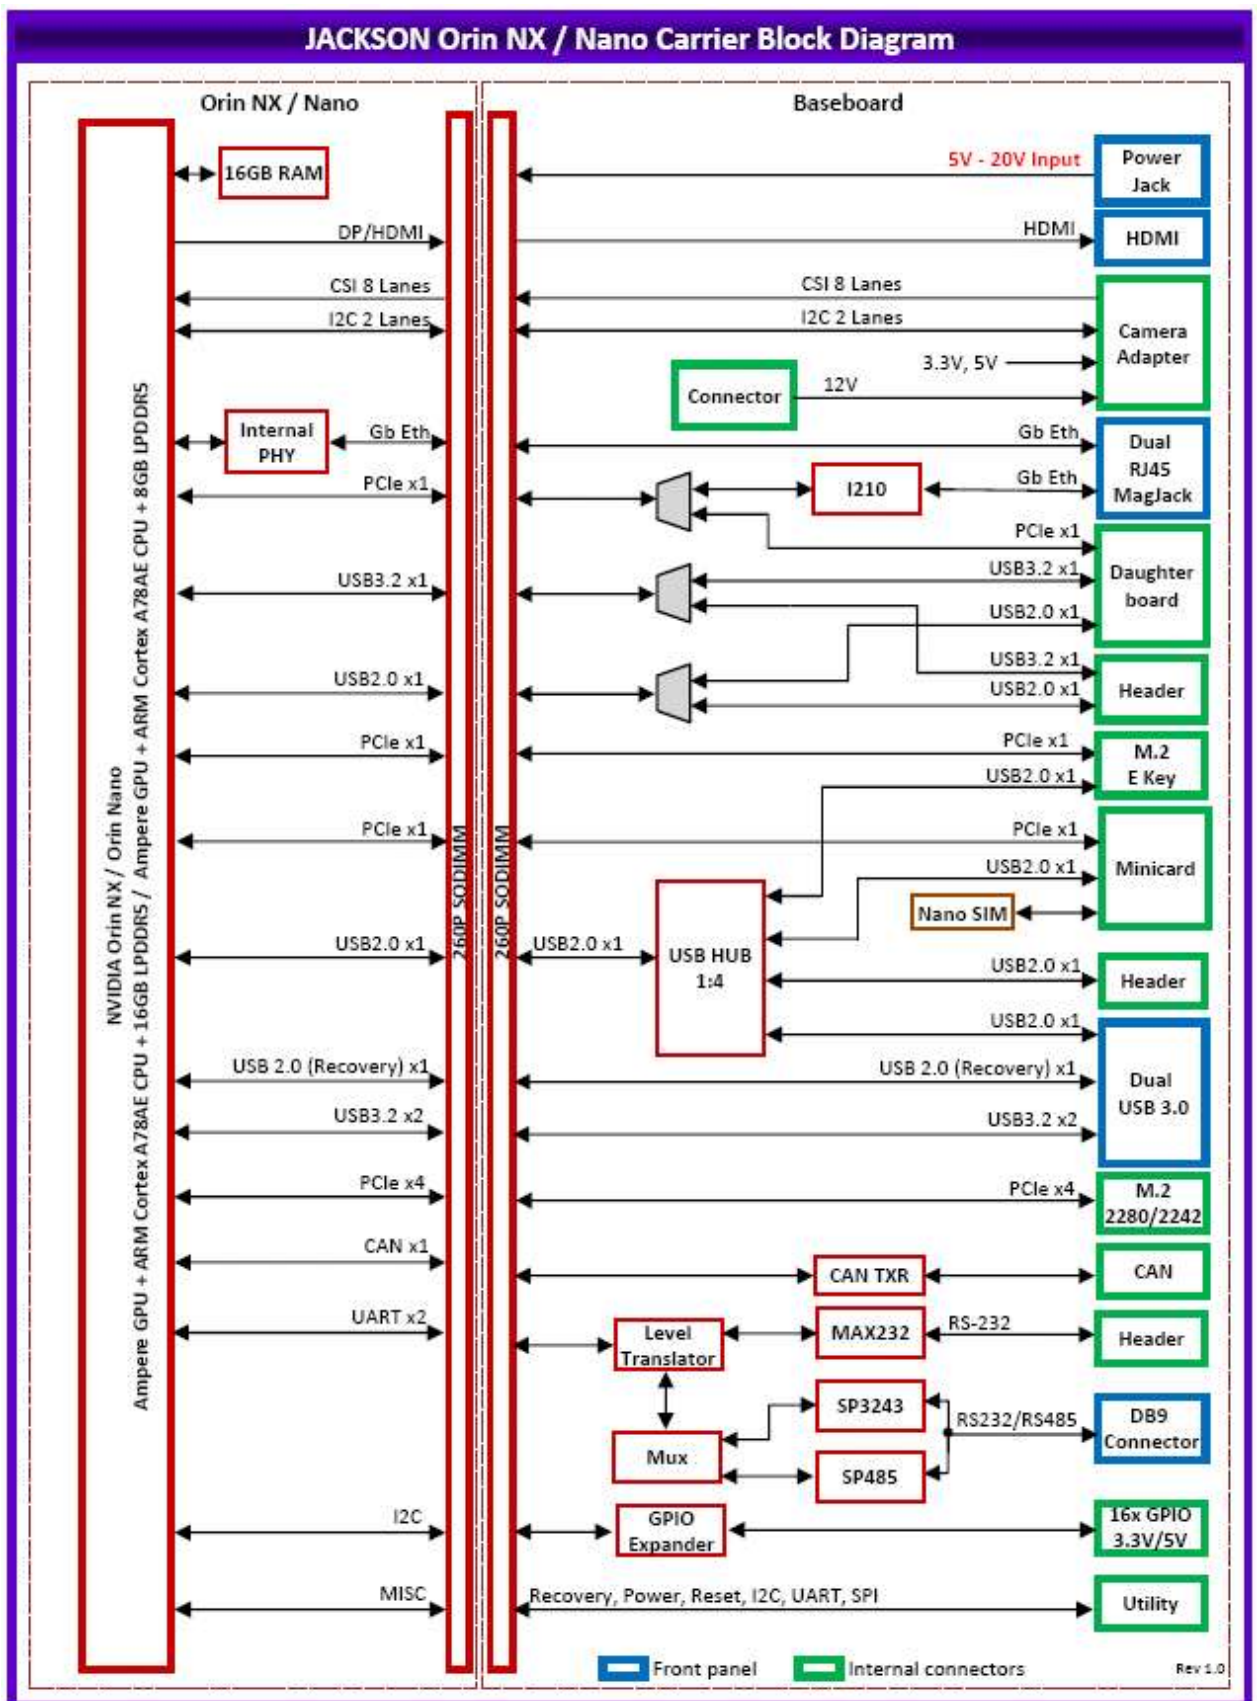 JACKSON Orin NX / Nano Carrier Block Diagram
Orin NX / Nano
Baseboard
16GB RAM
5V - 20V Input
Power
Jack
DP/HDMI
HDMI
HDMI
CSI 8 Lanes
CSI 8 Lanes
I2C 2 Lanes
I2C 2 Lanes
Camera
Adapter
3.3V, 5V
Connector
12V
Internal
PHY
Gb Eth
Gb Eth
Dual
RJ45
MagJack
PCIe x1
I210
Gb Eth
PCIe x1
USB3.2 x1
USB3.2 x1
Daughter
board
USB2.0 x1
USB3.2 x1
USB2.0 x1
USB2.0 x1
Header
PCIe x1
PCIe x1
M.2
E Key
USB2.0 x1
PCIe x1
PCIe x1
Minicard
USB2.0 x1
Nano SIM
NVIDIA Orin NX / Orin Nano
Ampere GPU + ARM Cortex A78AE CPU + 16GB LPDDR5 / Ampere GPU + ARM Cortex A78AE CPU + 8GB LPDDR5
260P SODIMM
260P SODIMM
USB2.0 x1
USB2.0 x1
USB HUB
1:4
USB2.0 x1
Header
USB2.0 x1
USB 2.0 (Recovery) x1
USB 2.0 (Recovery) x1
Dual
USB 3.0
USB3.2 x2
USB3.2 x2
PCIe x4
PCIe x4
M.2
2280/2242
CAN x1
CAN TXR
CAN
UART x2
Level
Translator
MAX232
RS-232
Header
SP3243
Mux
SP485
RS232/RS485
DB9
Connector
I2C
GPIO
Expander
16x GPIO
3.3V/5V
MISC
Recovery, Power, Reset, I2C, UART, SPI
Utility
Front panel
Internal connectors
Rev 1.0